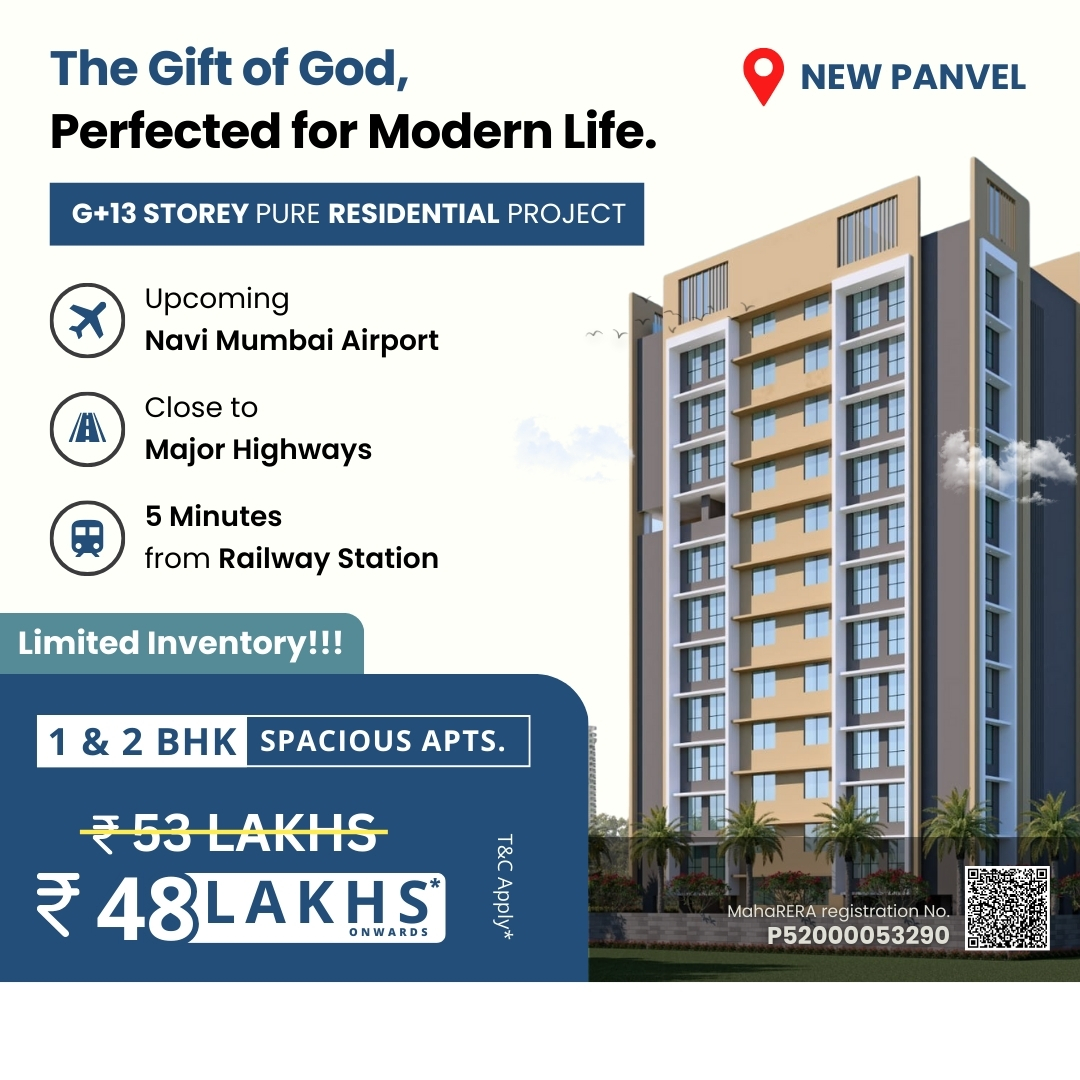 The Gift of God,
Perfected for Modern Life.
NEW PANVEL
G+13 STOREY PURE RESIDENTIAL PROJECT
Upcoming
Navi Mumbai Airport
Close to
Major Highways
5 Minutes
from Railway Station
Limited Inventory!!!
1 & 2 BHK SPACIOUS APTS.
₹ 53 LAKHS
₹ 48 LAKHS*
ONWARDS
T&C Apply*
MahaRERA registration No.
P52000053290